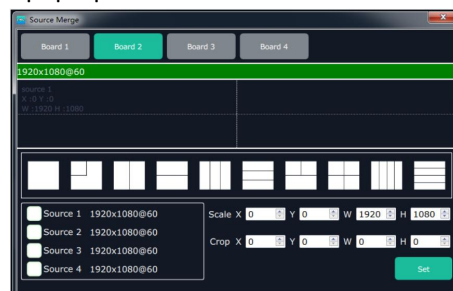 Source Merge
Board 1 Board 2 Board 3 Board 4
1920x1080@60
source 1
X :0 Y :0
W :1920 H :1080
Source 1 1920x1080@60
Source 2 1920x1080@60
Source 3 1920x1080@60
Source 4 1920x1080@60
Scale X 0 Y 0 W 1920 H 1080
Crop X 0 Y 0 W 0 H 0
Set